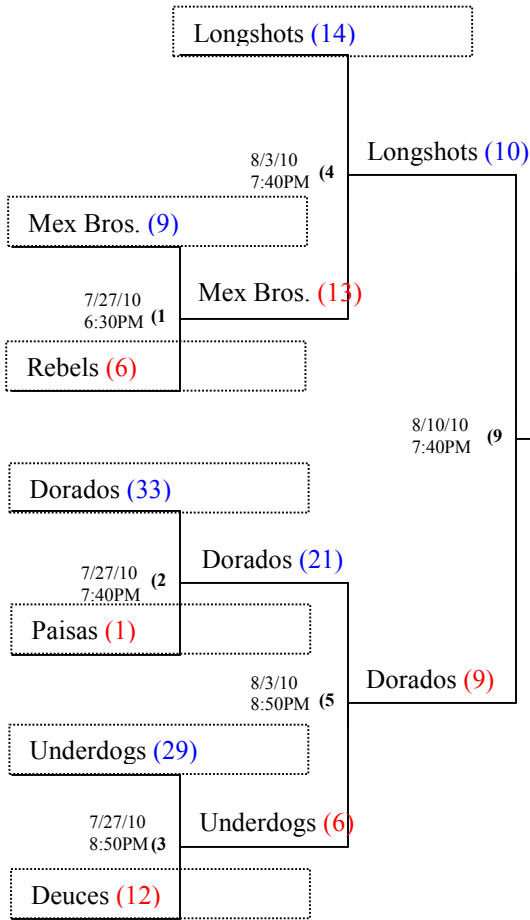 Longshots (14)
8/3/10
7:40PM (4
Longshots (10)
Mex Bros. (9)
7/27/10
6:30PM (1
Mex Bros. (13)
Rebels (6)
8/10/10
7:40PM (9
Dorados (33)
7/27/10
7:40PM (2
Dorados (21)
Paisas (1)
8/3/10
8:50PM (5
Dorados (9)
Underdogs (29)
7/27/10
8:50PM (3
Underdogs (6)
Deuces (12)